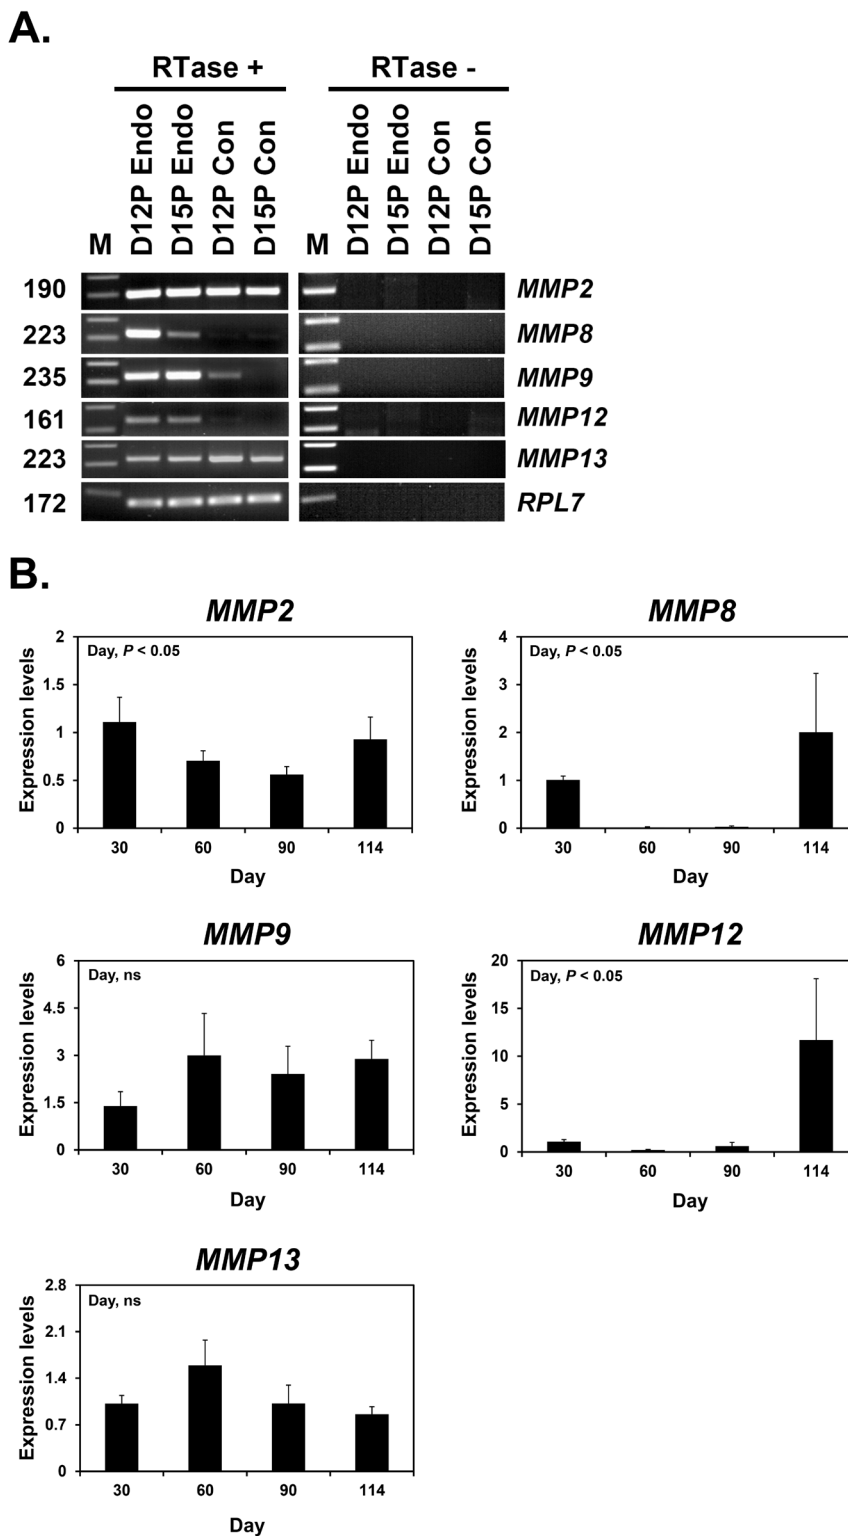 A.
RTase + RTase -
M D12P Endo D15P Endo D12P Con D15P Con M D12P Endo D15P Endo D12P Con D15P Con
190 MMP2
223 MMP8
235 MMP9
161 MMP12
223 MMP13
172 RPL7
B.
MMP2
Day, P < 0.05
Expression levels
2
1.5
1
0.5
0
30 60 90 114
Day
MMP8
Day, P < 0.05
Expression levels
4
3
2
1
0
30 60 90 114
Day
MMP9
Day, ns
Expression levels
6
4.5
3
1.5
0
30 60 90 114
Day
MMP12
Day, P < 0.05
Expression levels
20
15
10
5
0
30 60 90 114
Day
MMP13
Day, ns
Expression levels
2.8
2.1
1.4
0.7
0
30 60 90 114
Day